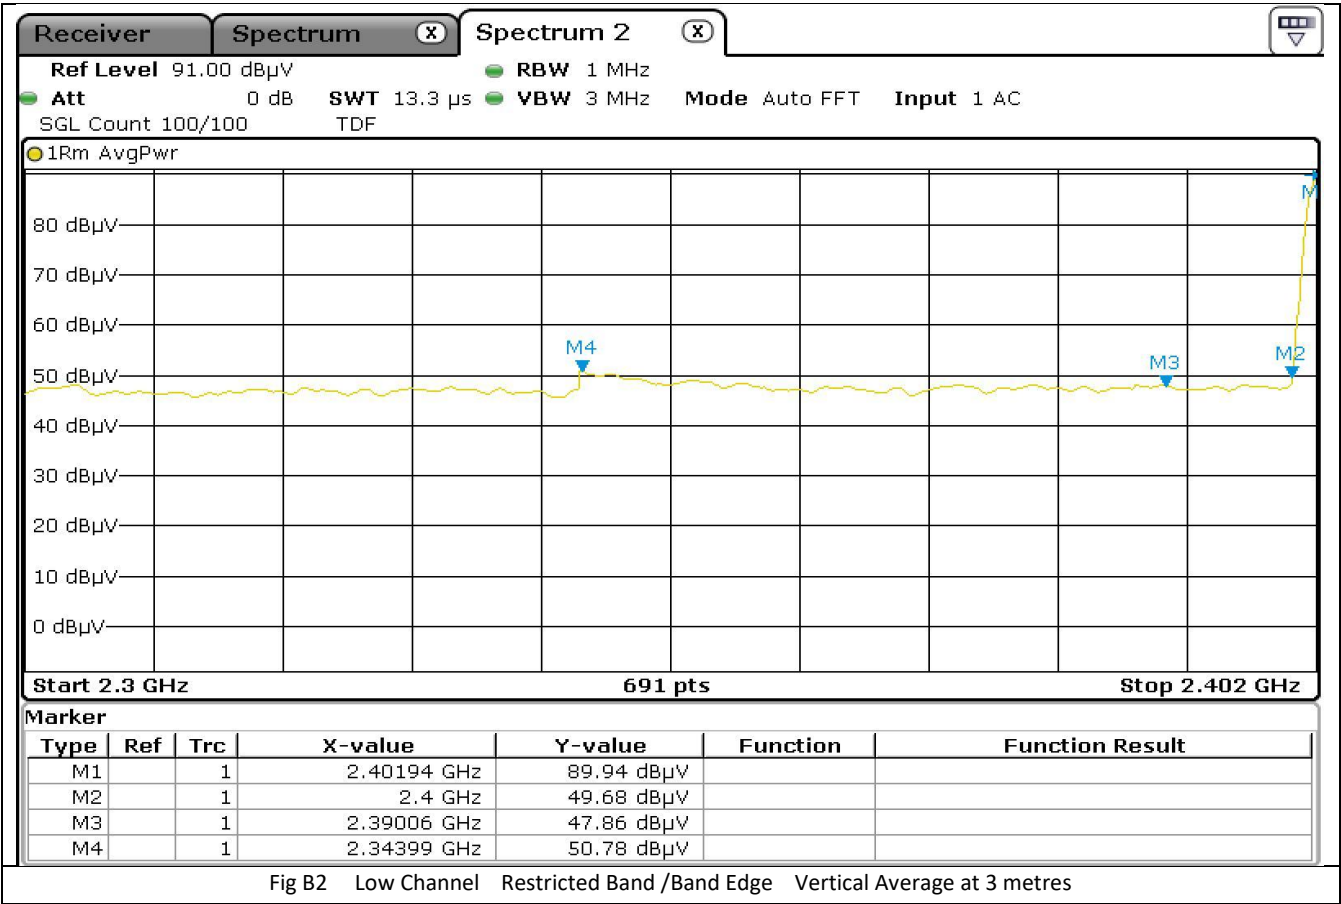 Receiver Spectrum X Spectrum 2 X
Ref Level 91.00 dBµV RBW 1 MHz
Att 0 dB SWT 13.3 µs VBW 3 MHz Mode Auto FFT Input 1 AC
SGL Count 100/100 TDF
1Rm AvgPwr
M
80 dBµV
70 dBµV
60 dBµV
M4 M3 M2
50 dBµV
40 dBµV
30 dBµV
20 dBµV
10 dBµV
0 dBµV
Start 2.3 GHz 691 pts Stop 2.402 GHz
Marker
Type Ref Trc X-value Y-value Function Function Result
M1 1 2.40194 GHz 89.94 dBµV
M2 1 2.4 GHz 49.68 dBµV
M3 1 2.39006 GHz 47.86 dBµV
M4 1 2.34399 GHz 50.78 dBµV
Fig B2 Low Channel Restricted Band /Band Edge Vertical Average at 3 metres